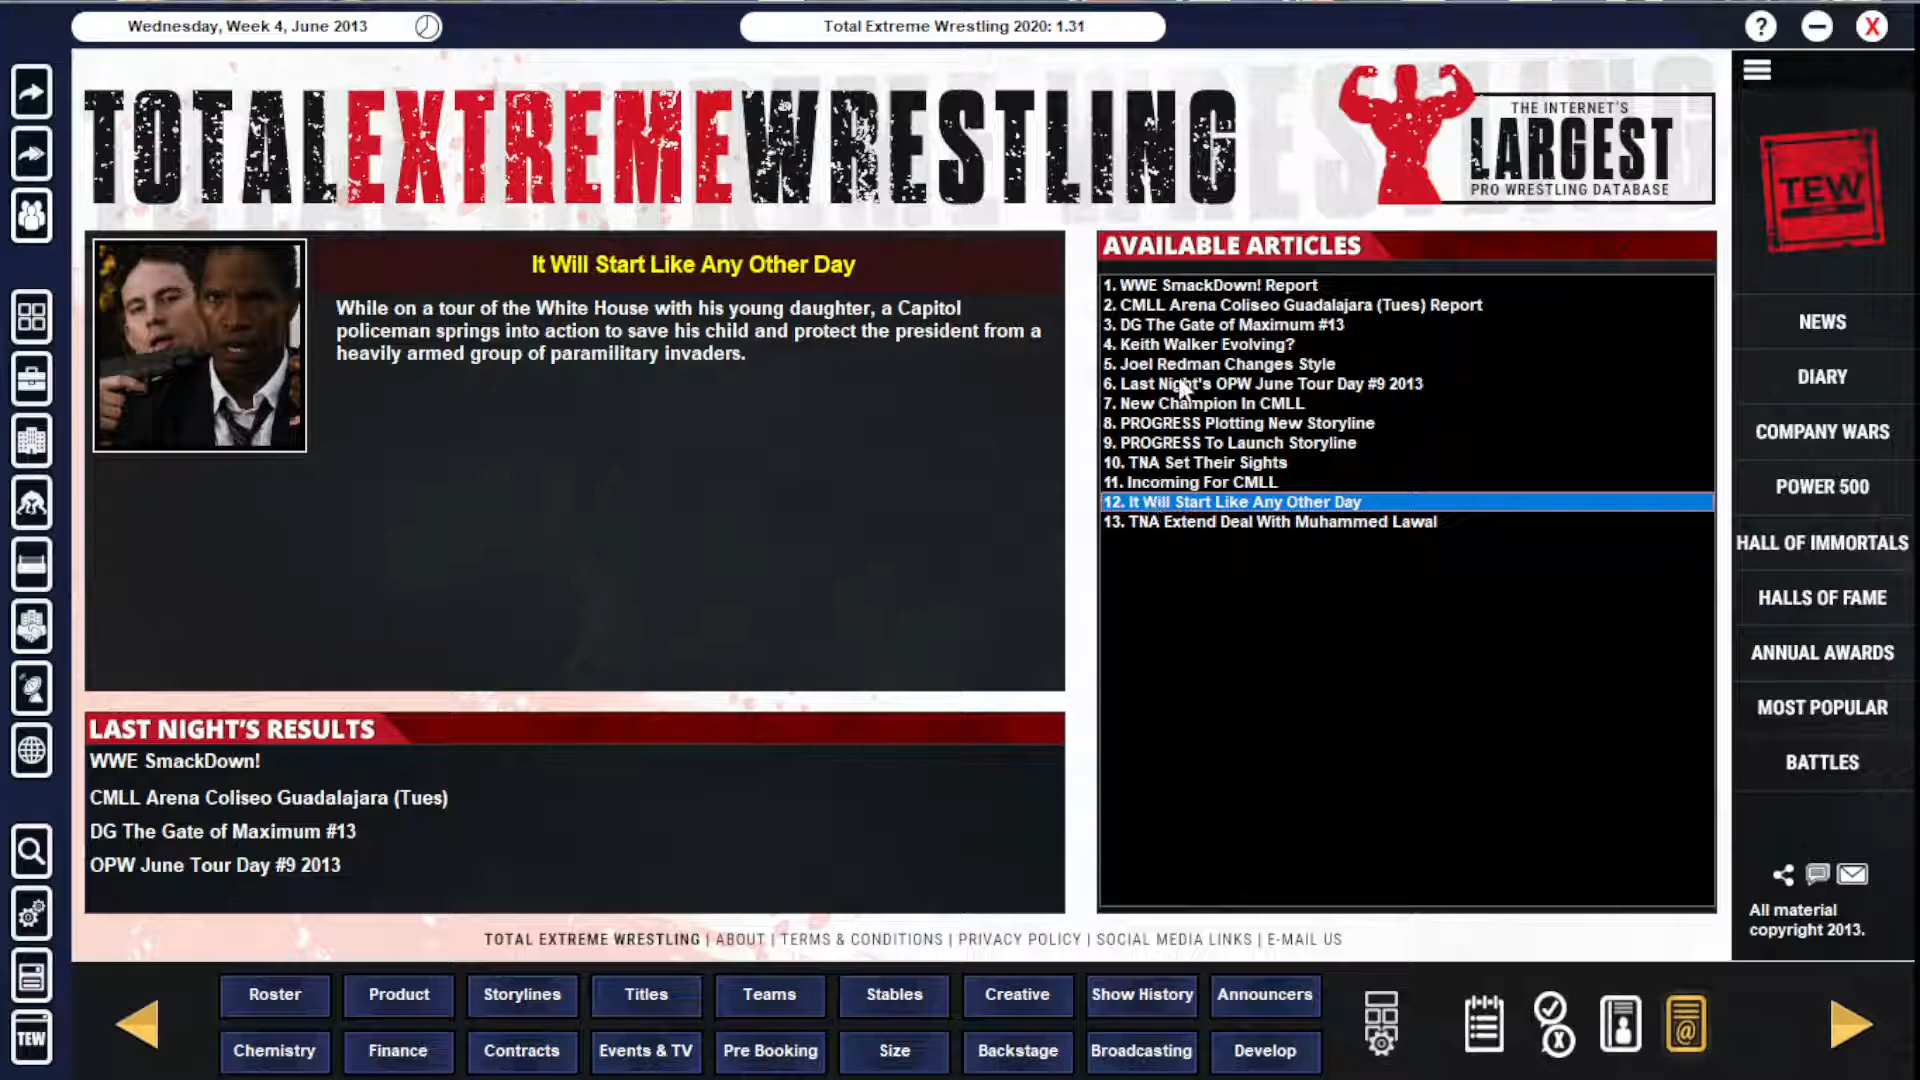 Wednesday, Week 4, June 2013
Total Extreme Wrestling 2020: 1.31
?
X
TOTALEXTREMEWRESTLING
THE INTERNET'S
LARGEST
PRO WRESTLING DATABASE
TEW
It Will Start Like Any Other Day
While on a tour of the White House with his young daughter, a Capitol
policeman springs into action to save his child and protect the president from a
heavily armed group of paramilitary invaders.
AVAILABLE ARTICLES
1. WWE SmackDown! Report
2. CMLL Arena Coliseo Guadalajara (Tues) Report
3. DG The Gate of Maximum #13
4. Keith Walker Evolving?
5. Joel Redman Changes Style
6. Last Night's OPW June Tour Day #9 2013
7. New Champion In CMLL
8. PROGRESS Plotting New Storyline
9. PROGRESS To Launch Storyline
10. TNA Set Their Sights
11. Incoming For CMLL
12. It Will Start Like Any Other Day
13. TNA Extend Deal With Muhammed Lawal
NEWS
DIARY
COMPANY WARS
POWER 500
HALL OF IMMORTALS
HALLS OF FAME
ANNUAL AWARDS
MOST POPULAR
BATTLES
LAST NIGHT'S RESULTS
WWE SmackDown!
CMLL Arena Coliseo Guadalajara (Tues)
DG The Gate of Maximum #13
OPW June Tour Day #9 2013
All material
copyright 2013.
TOTAL EXTREME WRESTLING | ABOUT | TERMS & CONDITIONS | PRIVACY POLICY | SOCIAL MEDIA LINKS | E-MAIL US
TEW
Roster Product Storylines Titles Teams Stables Creative Show History Announcers
Chemistry Finance Contracts Events & TV Pre Booking Size Backstage Broadcasting Develop